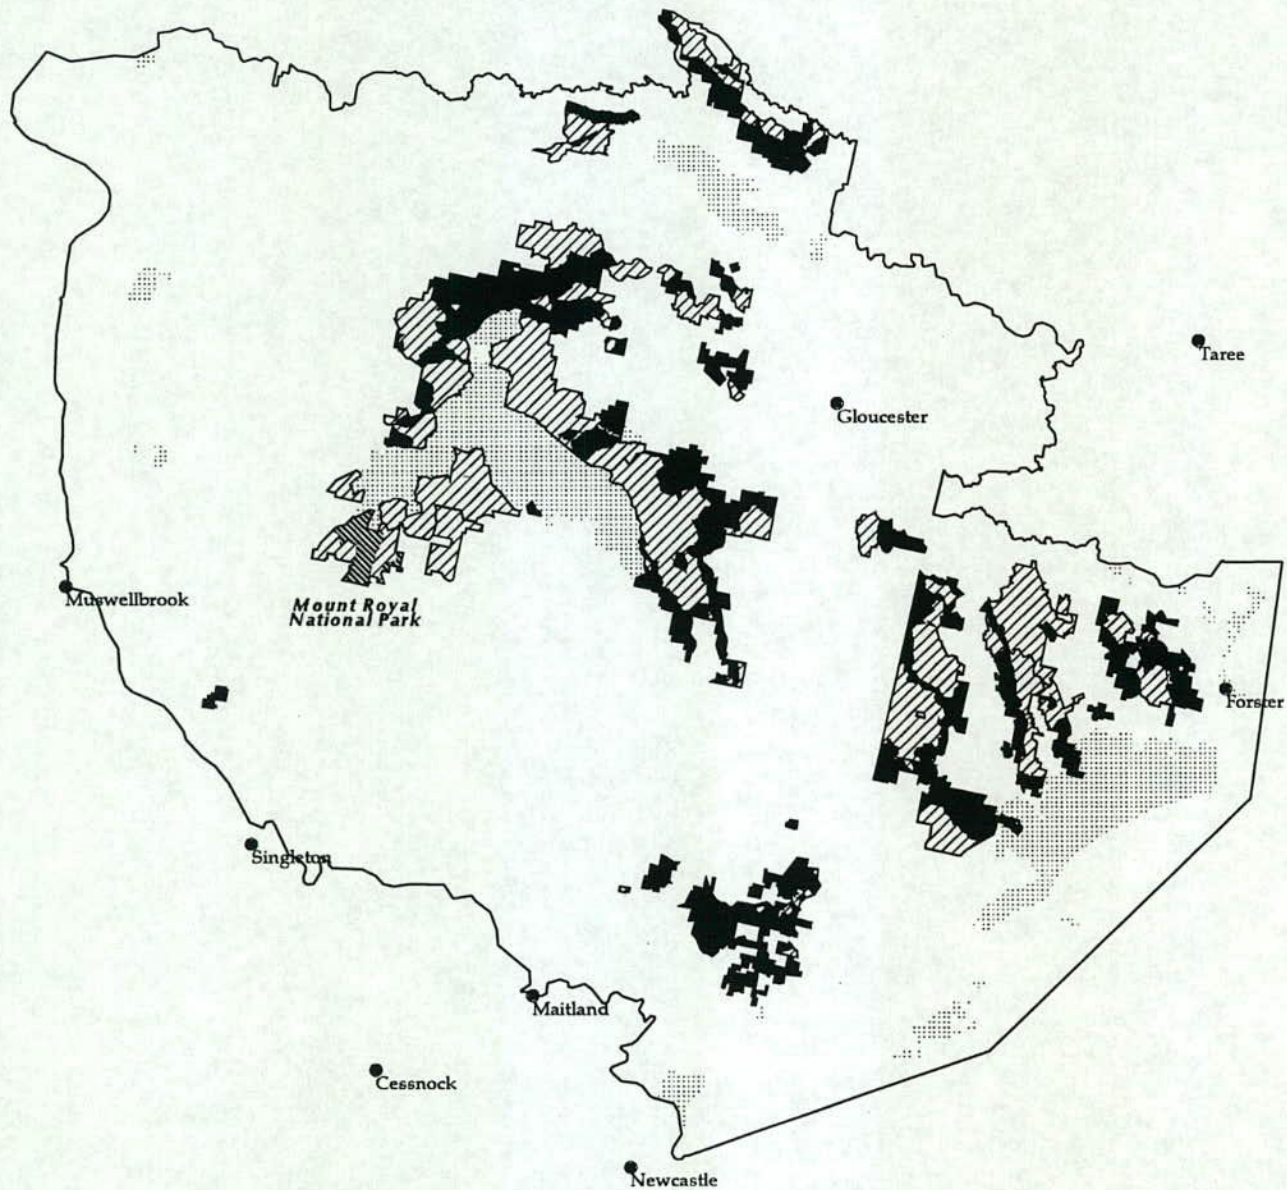 Taree
Gloucester
Muswellbrook
Mount Royal
National Park
Forster
Singleton
Maitland
Cessnock
Newcastle